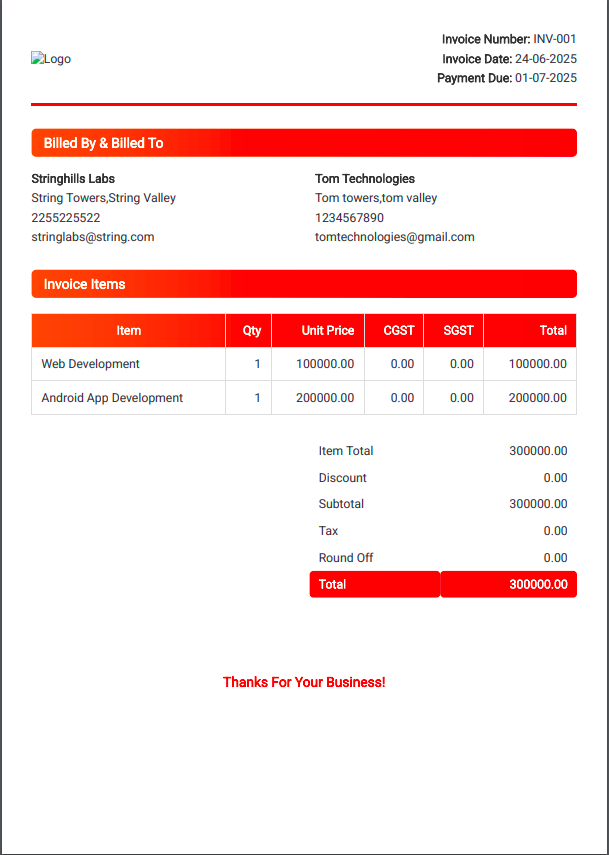 Logo
Invoice Number: INV-001
Invoice Date: 24-06-2025
Payment Due: 01-07-2025
Billed By & Billed To
Stringhills Labs
String Towers,String Valley
2255225522
stringlabs@string.com
Tom Technologies
Tom towers,tom valley
1234567890
tomtechnologies@gmail.com
Invoice Items
Item Qty Unit Price CGST SGST Total
Web Development 1 100000.00 0.00 0.00 100000.00
Android App Development 1 200000.00 0.00 0.00 200000.00
Item Total 300000.00
Discount 0.00
Subtotal 300000.00
Tax 0.00
Round Off 0.00
Total 300000.00
Thanks For Your Business!